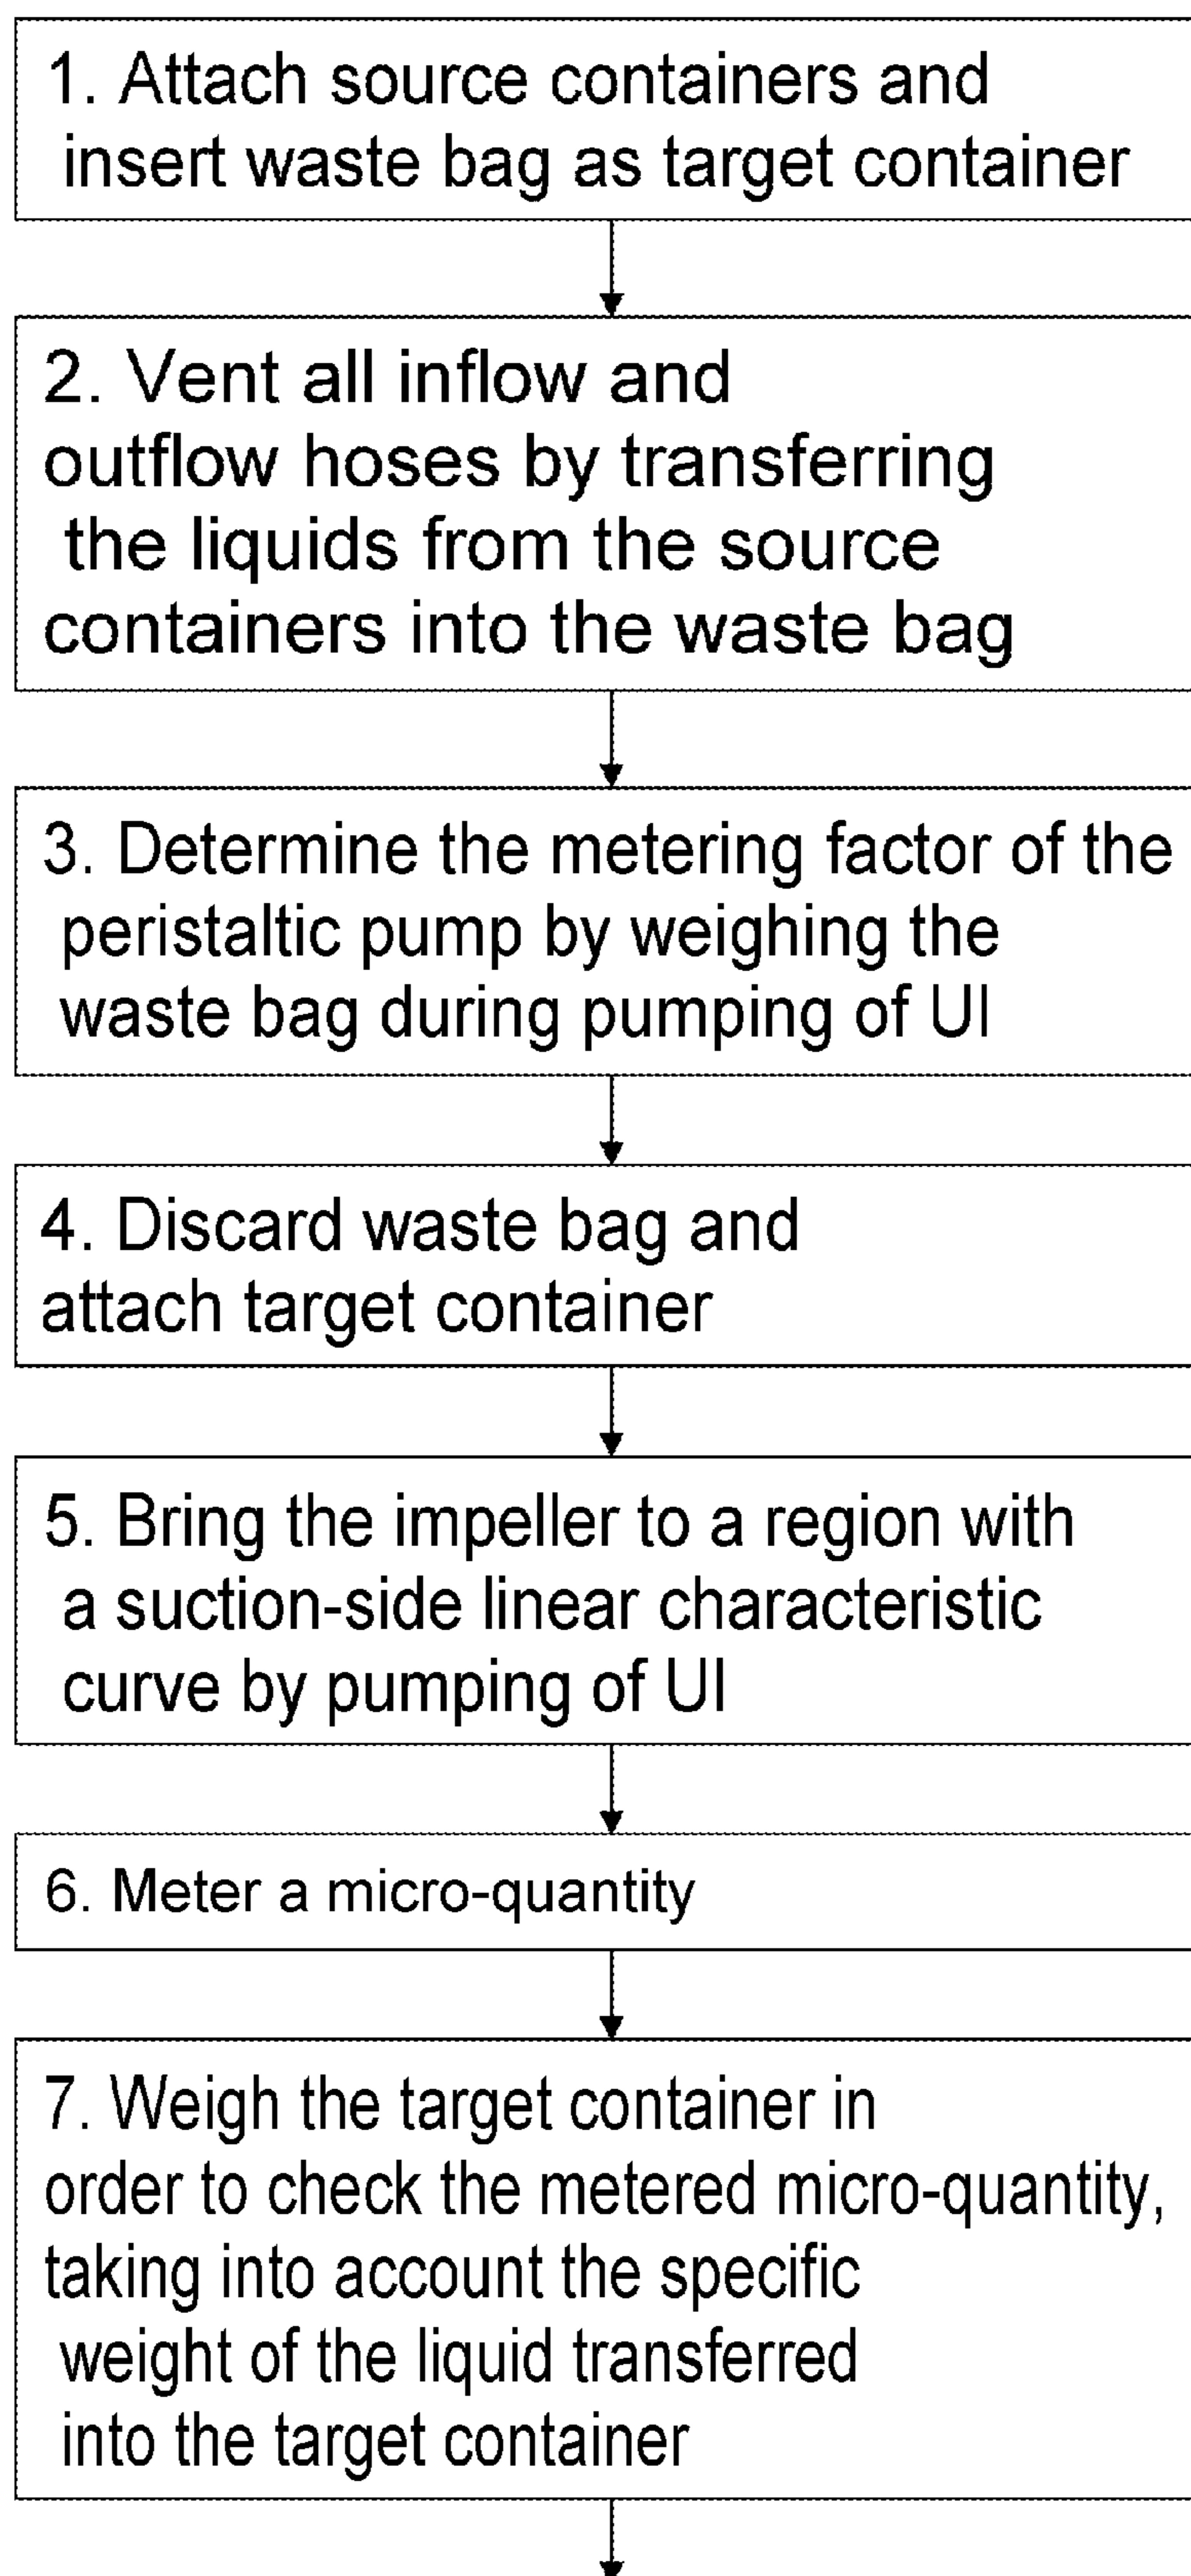 1. Attach source containers and
insert waste bag as target container
2. Vent all inflow and
outflow hoses by transferring
the liquids from the source
containers into the waste bag
3. Determine the metering factor of the
peristaltic pump by weighing the
waste bag during pumping of UI
4. Discard waste bag and
attach target container
5. Bring the impeller to a region with
a suction-side linear characteristic
curve by pumping of UI
6. Meter a micro-quantity
7. Weigh the target container in
order to check the metered micro-quantity,
taking into account the specific
weight of the liquid transferred
into the target container